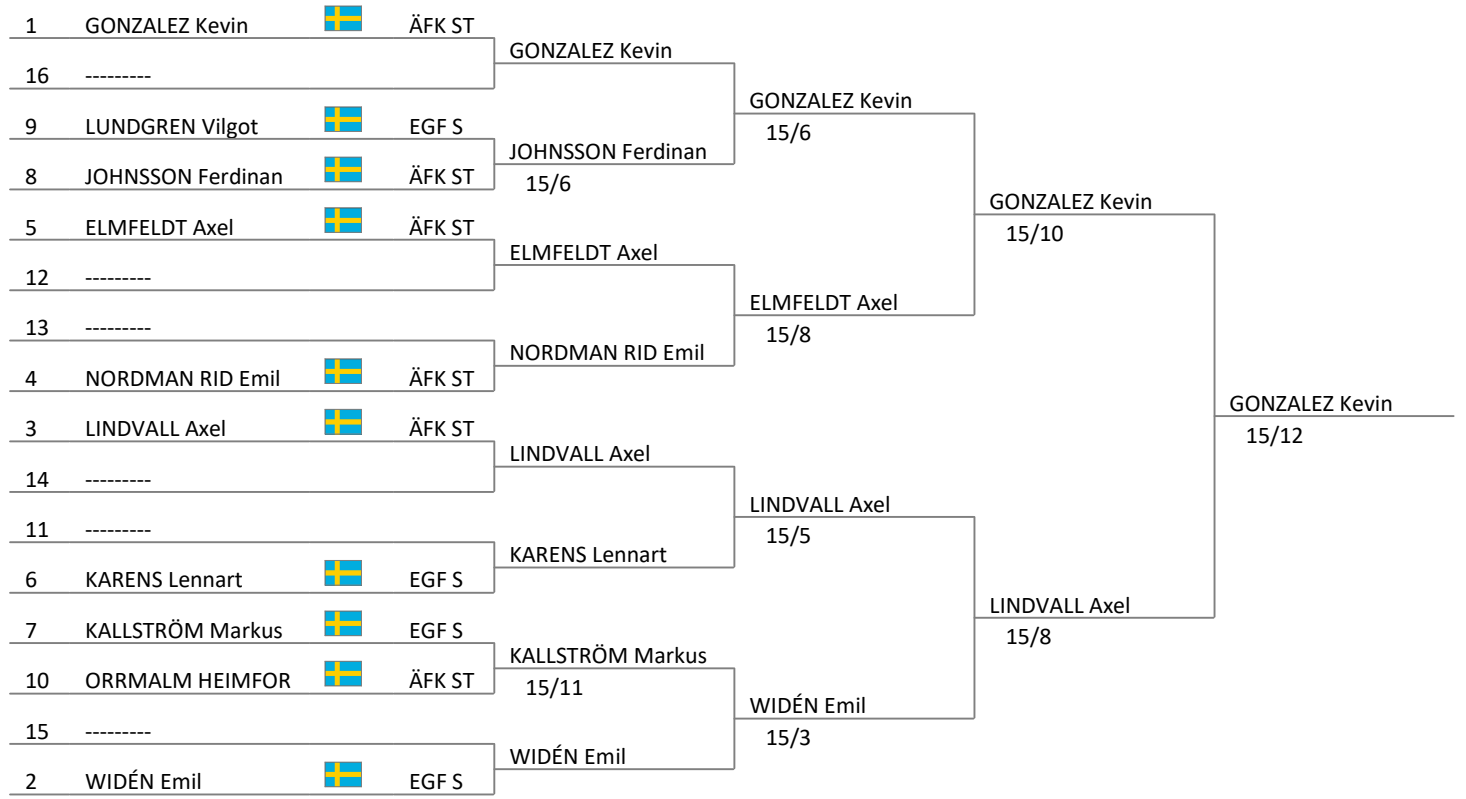 1 GONZALEZ Kevin ÄFK ST
16 ---------
9 LUNDGREN Vilgot EGF S
8 JOHNSSON Ferdinan ÄFK ST
5 ELMFELDT Axel ÄFK ST
12 ---------
13 ---------
4 NORDMAN RID Emil ÄFK ST
3 LINDVALL Axel ÄFK ST
14 ---------
11 ---------
6 KARENS Lennart EGF S
7 KALLSTRÖM Markus EGF S
10 ORRMALM HEIMFOR ÄFK ST
15 ---------
2 WIDÉN Emil EGF S
GONZALEZ Kevin
JOHNSSON Ferdinan
15/6
ELMFELDT Axel
NORDMAN RID Emil
LINDVALL Axel
KARENS Lennart
KALLSTRÖM Markus
15/11
WIDÉN Emil
GONZALEZ Kevin
15/6
ELMFELDT Axel
15/8
LINDVALL Axel
15/5
WIDÉN Emil
15/3
GONZALEZ Kevin
15/10
LINDVALL Axel
15/8
GONZALEZ Kevin
15/12